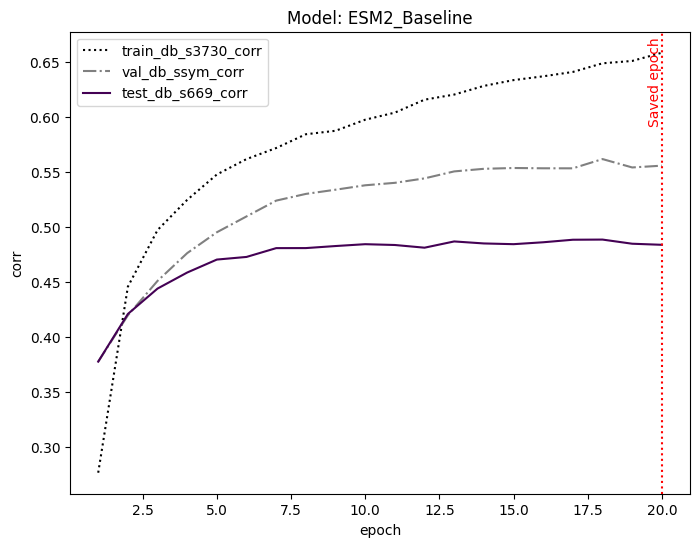 Model: ESM2_Baseline
train_db_s3730_corr
val_db_ssym_corr
test_db_s669_corr
Saved epoch
corr
0.65
0.60
0.55
0.50
0.45
0.40
0.35
0.30
2.5 5.0 7.5 10.0 12.5 15.0 17.5 20.0
epoch